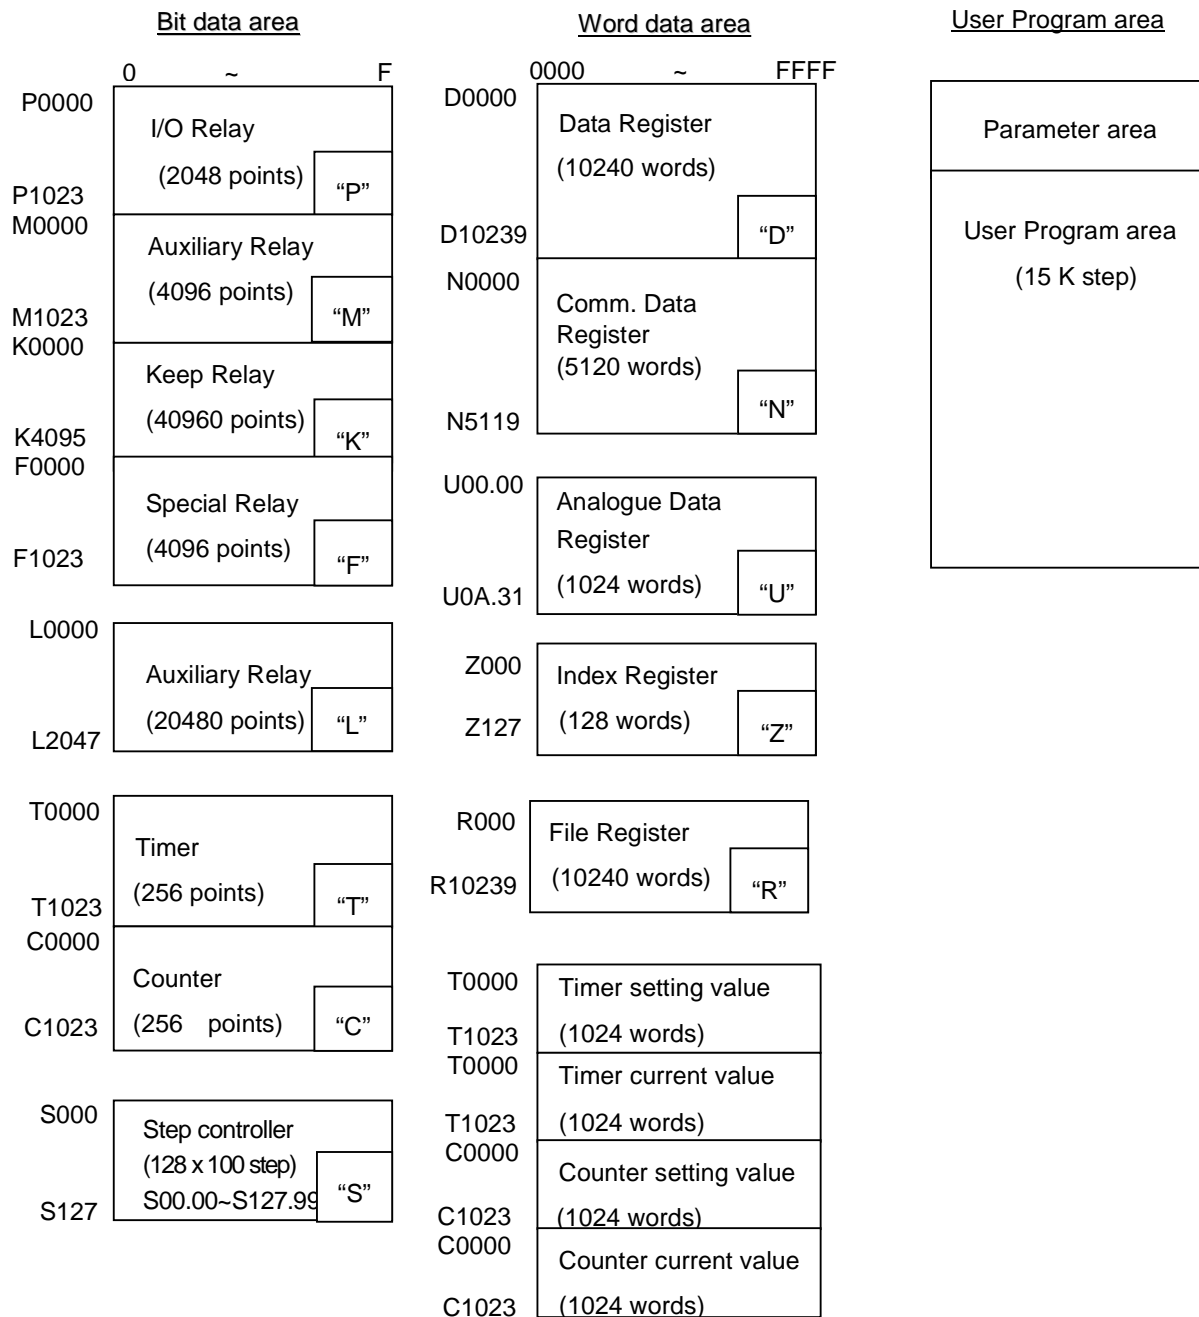 Bit data area
0 ~ F
P0000
I/O Relay
(2048 points)
“P”
P1023
M0000
Auxiliary Relay
(4096 points)
“M”
M1023
K0000
Keep Relay
(40960 points)
“K”
K4095
F0000
Special Relay
(4096 points)
“F”
F1023
L0000
Auxiliary Relay
(20480 points)
“L”
L2047
T0000
Timer
(256 points)
“T”
T1023
C0000
Counter
(256 points)
“C”
C1023
S000
Step controller
(128 x 100 step)
S00.00~S127.99
“S”
S127
Word data area
0000 ~ FFFF
D0000
Data Register
(10240 words)
“D”
D10239
N0000
Comm. Data
Register
(5120 words)
“N”
N5119
U00.00
Analogue Data
Register
(1024 words)
“U”
U0A.31
Z000
Index Register
(128 words)
“Z”
Z127
R000
File Register
(10240 words)
“R”
R10239
T0000
Timer setting value
(1024 words)
T1023
T0000
Timer current value
(1024 words)
T1023
C0000
Counter setting value
(1024 words)
C1023
C0000
Counter current value
(1024 words)
C1023
User Program area
Parameter area
User Program area
(15 K step)